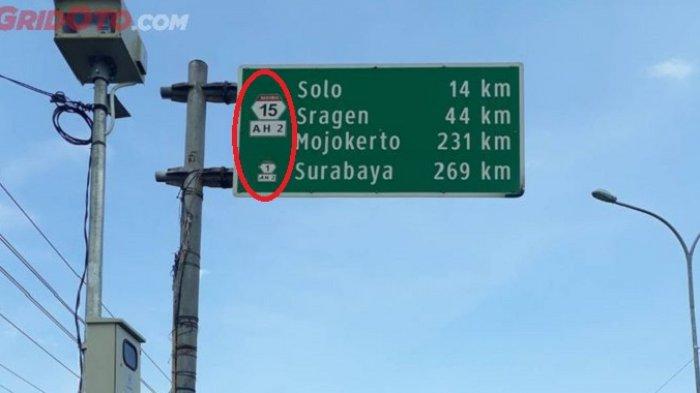 GRIDOTO.COM
15
AH 2
1
AH 2
Solo 14 km
Sragen 44 km
Mojokerto 231 km
Surabaya 269 km